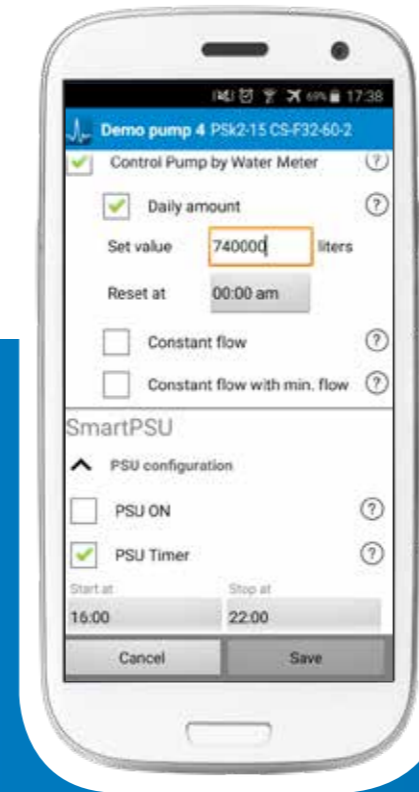 69% 17:38
Demo pump 4 PSk2-15 CS-F32-60-2
Control Pump by Water Meter ?
Daily amount ?
Set value 740000 liters
Reset at 00:00 am
Constant flow ?
Constant flow with min. flow ?
SmartPSU
PSU configuration
PSU ON ?
PSU Timer ?
Start at Stop at
16:00 22:00
Cancel Save